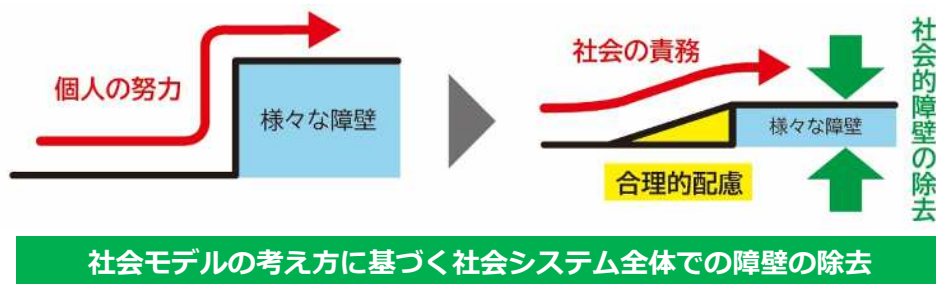 個人の努力
様々な障壁
社会の責務
様々な障壁
合理的配慮
社会的障壁の除去
社会モデルの考え方に基づく社会システム全体での障壁の除去